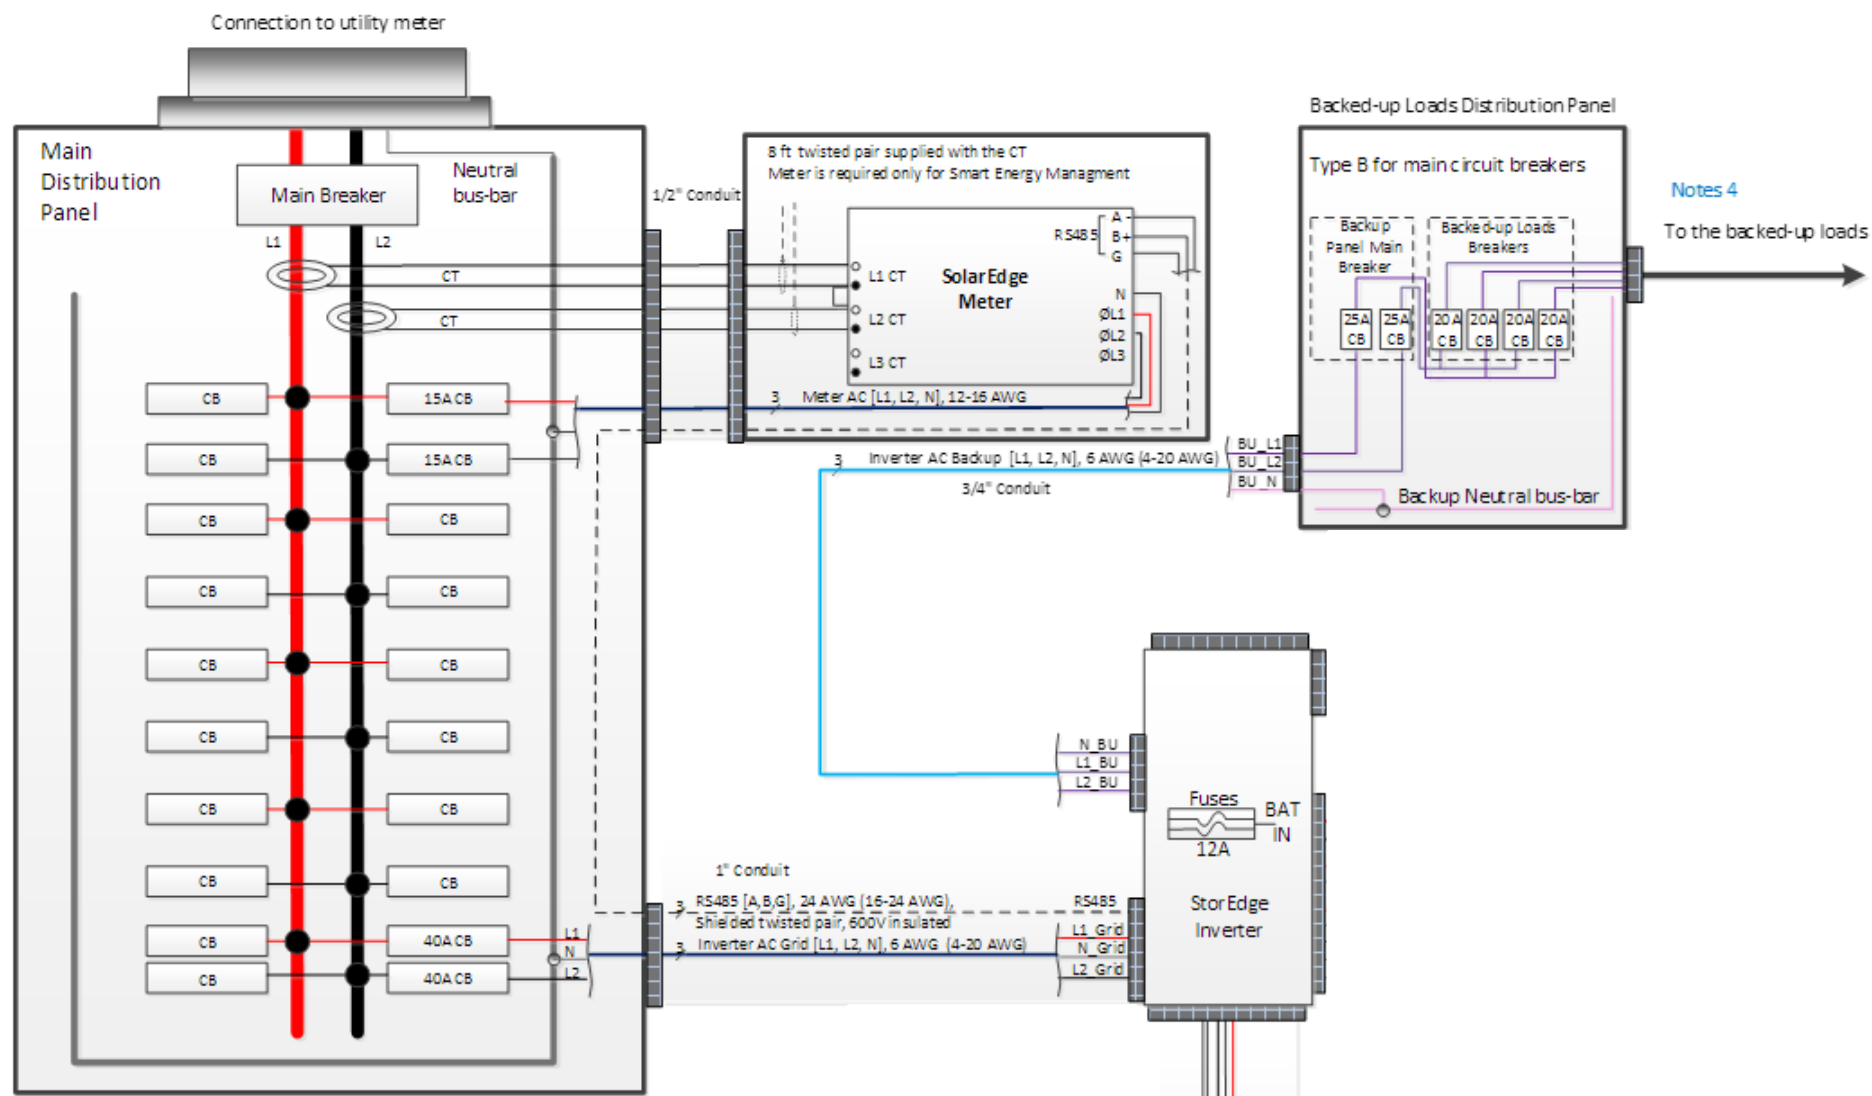 Connection to utility meter
Main
Distribution
Panel
Main Breaker
Neutral
bus-bar
L1
L2
CT
CT
CB
15A CB
CB
15A CB
CB
CB
CB
CB
CB
CB
CB
CB
CB
CB
CB
CB
CB
40A CB
CB
40A CB
L1
N
L2
1/2" Conduit
8 ft twisted pair supplied with the CT
Meter is required only for Smart Energy Managment
RS485
A -
B+
G
SolarEdge
Meter
L1 CT
L2 CT
L3 CT
N
ØL1
ØL2
ØL3
3
Meter AC [L1, L2, N], 12-16 AWG
3
Inverter AC Backup [L1, L2, N], 6 AWG (4-20 AWG)
3/4" Conduit
BU_L1
BU_L2
BU_N
Backed-up Loads Distribution Panel
Type B for main circuit breakers
Backup
Panel Main
Breaker
Backed-up Loads
Breakers
25A
CB
25A
CB
20A
CB
20A
CB
20A
CB
20A
CB
Backup Neutral bus-bar
Notes 4
To the backed-up loads
N_BU
L1_BU
L2_BU
Fuses
12A
BAT
IN
StorEdge
Inverter
1" Conduit
3
RS485 [A,B,G], 24 AWG (16-24 AWG),
Shielded twisted pair, 600V insulated
RS485
3
Inverter AC Grid [L1, L2, N], 6 AWG (4-20 AWG)
L1_Grid
N_Grid
L2_Grid